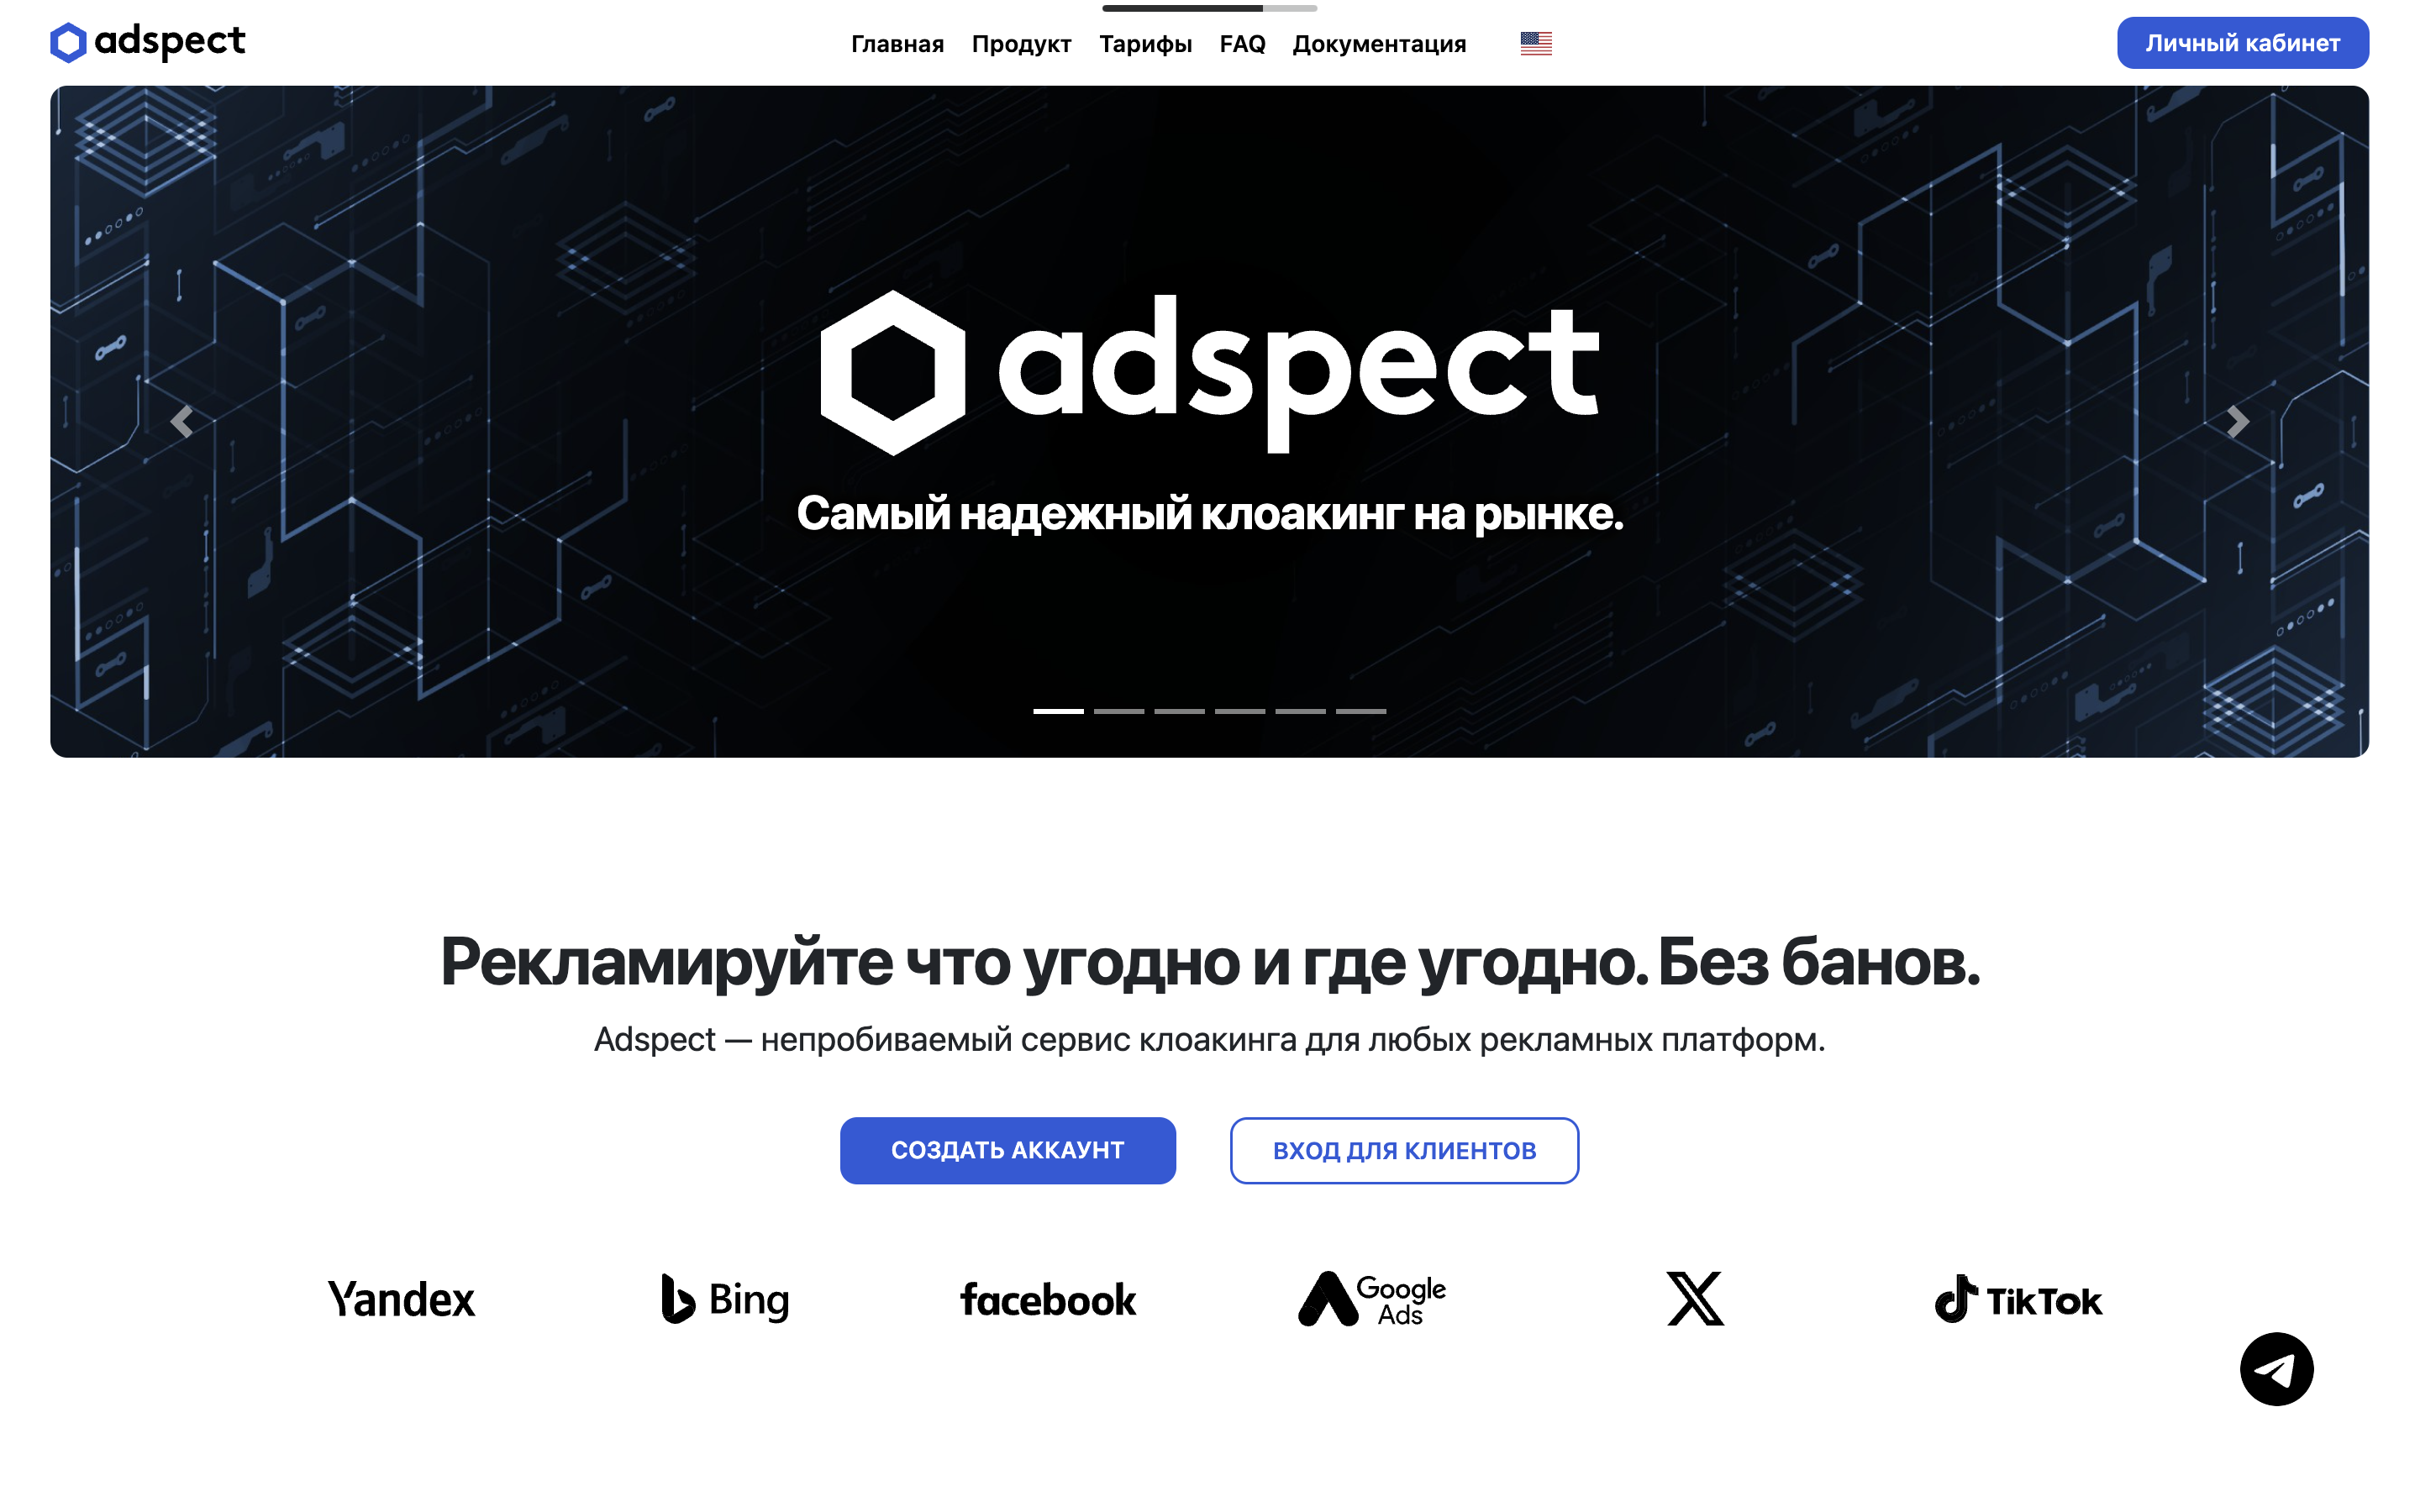 adspect
Главная Продукт Тарифы FAQ Документация
Личный кабинет
adspect
Самый надежный клоакинг на рынке.
Рекламируйте что угодно и где угодно. Без банов.
Adspect — непробиваемый сервис клоакинга для любых рекламных платформ.
СОЗДАТЬ АККАУНТ
ВХОД ДЛЯ КЛИЕНТОВ
Yandex
Bing
facebook
Google
Ads
X
TikTok